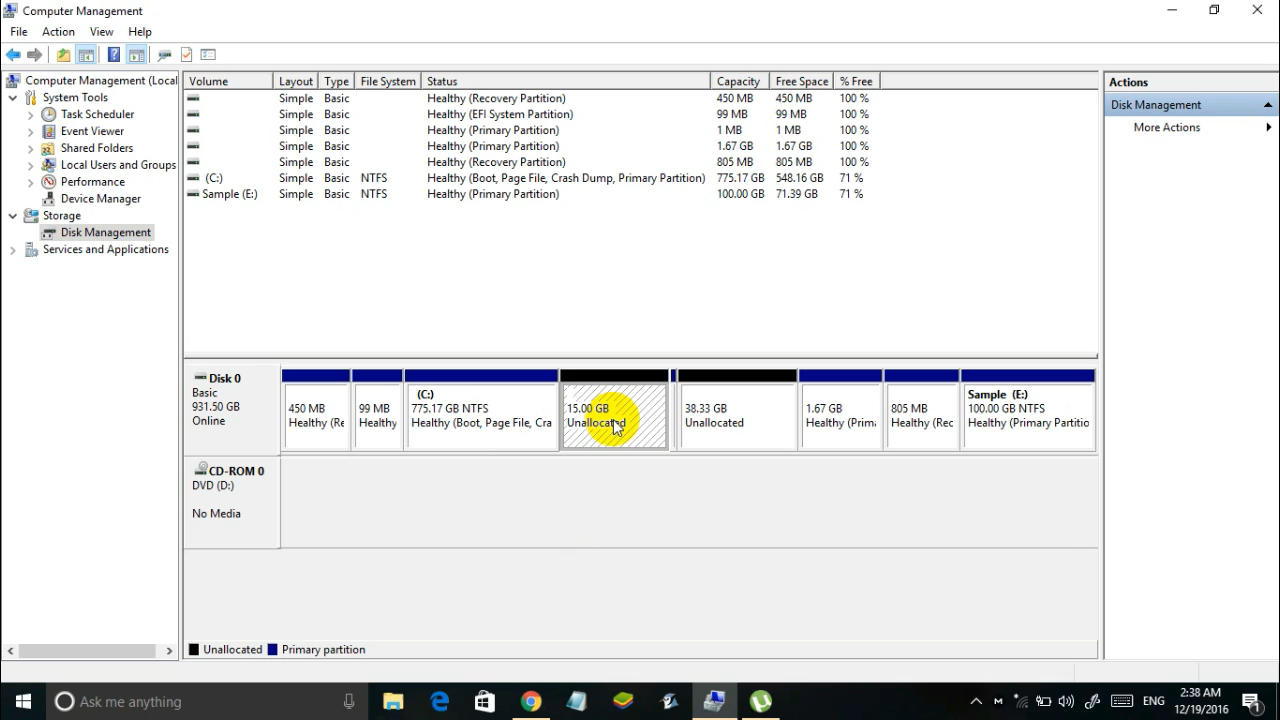 Computer Management
File Action View Help
Computer Management (Local
System Tools
Task Scheduler
Event Viewer
Shared Folders
Local Users and Groups
Performance
Device Manager
Storage
Disk Management
Services and Applications
Volume Layout Type File System Status Capacity Free Space % Free
Simple Basic Healthy (Recovery Partition) 450 MB 450 MB 100 %
Simple Basic Healthy (EFI System Partition) 99 MB 99 MB 100 %
Simple Basic Healthy (Primary Partition) 1 MB 1 MB 100 %
Simple Basic Healthy (Primary Partition) 1.67 GB 1.67 GB 100 %
Simple Basic Healthy (Recovery Partition) 805 MB 805 MB 100 %
(C:) Simple Basic NTFS Healthy (Boot, Page File, Crash Dump, Primary Partition) 775.17 GB 548.16 GB 71 %
Sample (E:) Simple Basic NTFS Healthy (Primary Partition) 100.00 GB 71.39 GB 71 %
Disk 0
Basic
931.50 GB
Online
450 MB
Healthy (Re
99 MB
Healthy
(C:)
775.17 GB NTFS
Healthy (Boot, Page File, Cra
15.00 GB
Unallocated
38.33 GB
Unallocated
1.67 GB
Healthy (Prim
805 MB
Healthy (Rec
Sample (E:)
100.00 GB NTFS
Healthy (Primary Partitio
CD-ROM 0
DVD (D:)
No Media
Unallocated Primary partition
Actions
Disk Management
More Actions
Ask me anything
ENG
2:38 AM
12/19/2016
1